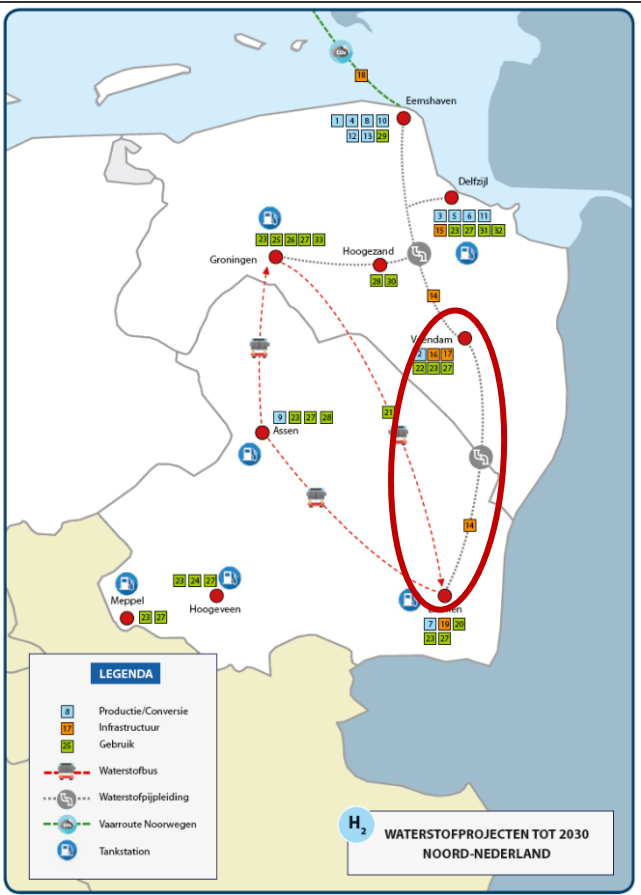 CO₂
18
Eemshaven
1 4 8 10
12 13 29
Delfzijl
3 5 6 11
15 23 27 31 32
23 25 26 27 33
Groningen
Hoogezand
28 30
14
Veendam
2 16 17
22 23 27
9 23 27 28
Assen
21
14
23 24 27
Hoogeveen
Meppel
23 27
7 19 20
23 27
LEGENDA
8 Productie/Conversie
17 Infrastructuur
25 Gebruik
Waterstofbus
Waterstofpijpleiding
Vaarroute Noorwegen
Tankstation
H₂
WATERSTOFPROJECTEN TOT 2030
NOORD-NEDERLAND